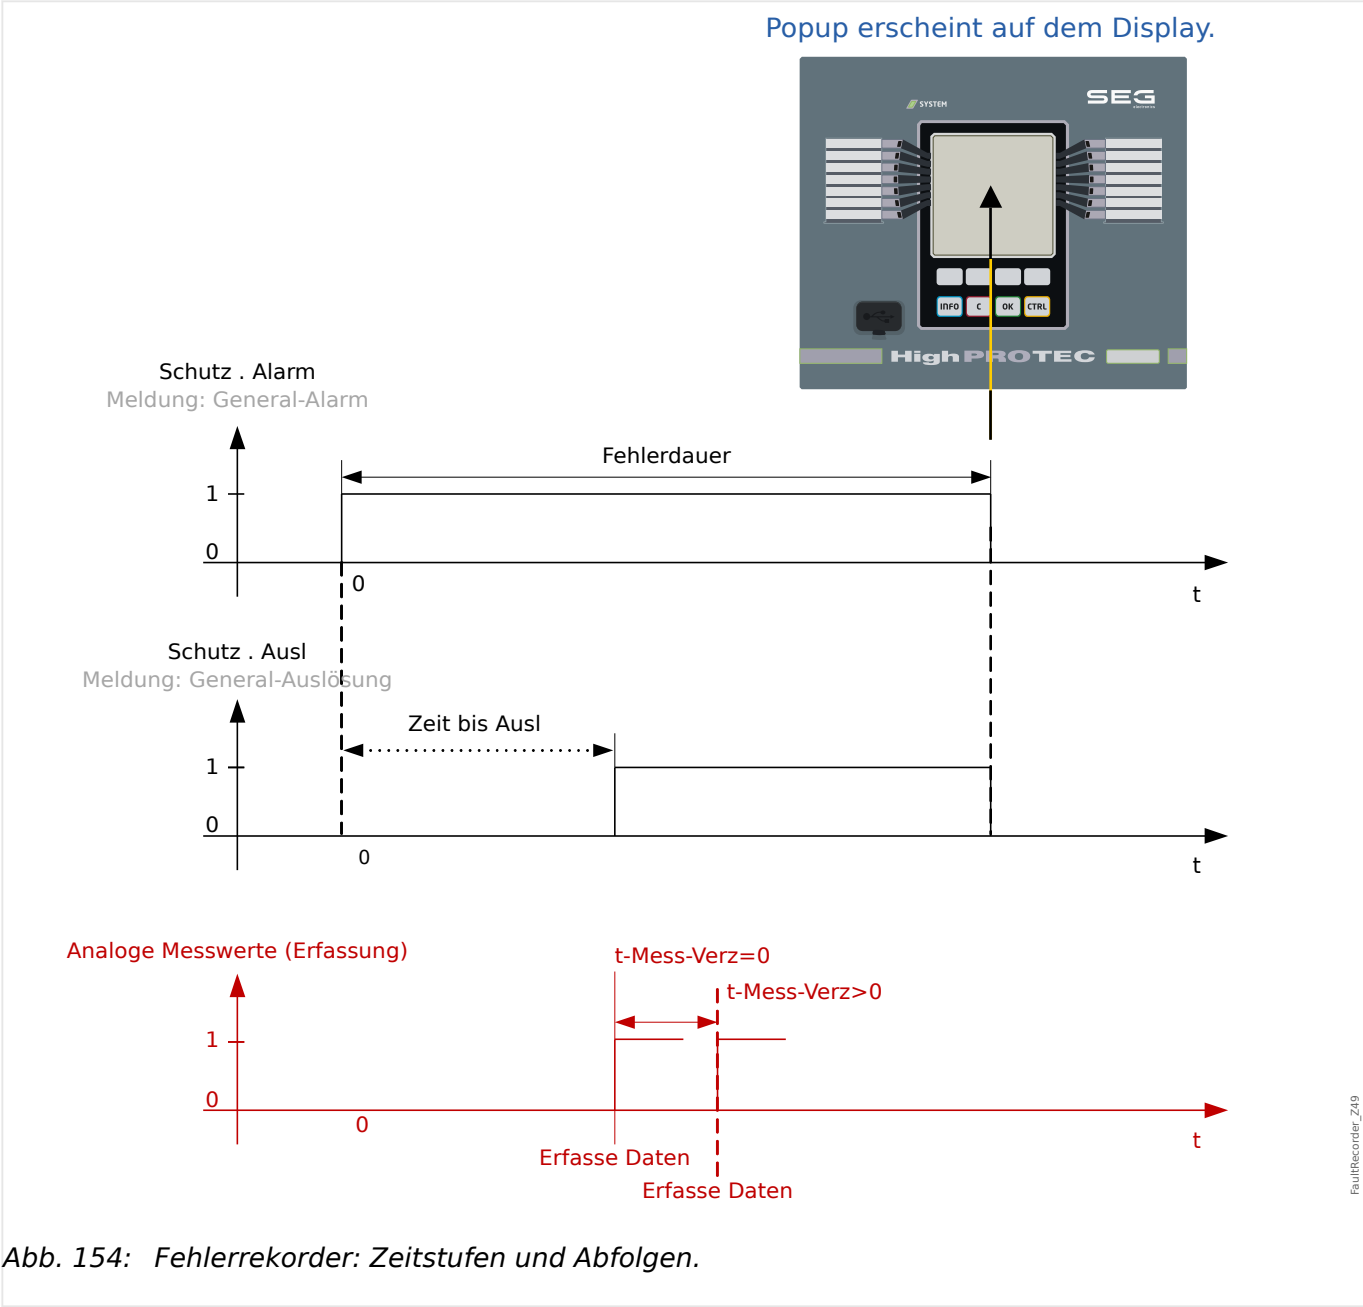 Popup erscheint auf dem Display.
SYSTEM
SEG
electronics
INFO
C
OK
CTRL
HighPROTEC
Schutz . Alarm
Meldung: General-Alarm
Fehlerdauer
1
0
0
t
Schutz . Ausl
Meldung: General-Auslösung
Zeit bis Ausl
1
0
0
t
Analoge Messwerte (Erfassung)
t-Mess-Verz=0
t-Mess-Verz>0
1
0
0
t
Erfasse Daten
Erfasse Daten
FaultRecorder_Z49
Abb. 154: Fehlerrekorder: Zeitstufen und Abfolgen.